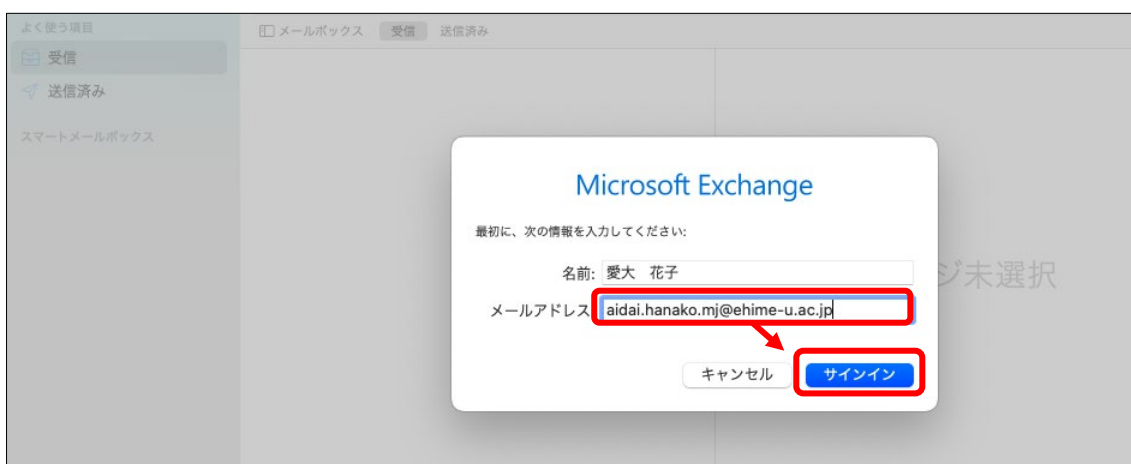 よく使う項目
メールボックス 受信 送信済み
受信
送信済み
スマートメールボックス
Microsoft Exchange
最初に、次の情報を入力してください:
名前: 愛大 花子
ジ未選択
メールアドレス aidai.hanako.mj@ehime-u.ac.jp
キャンセル サインイン